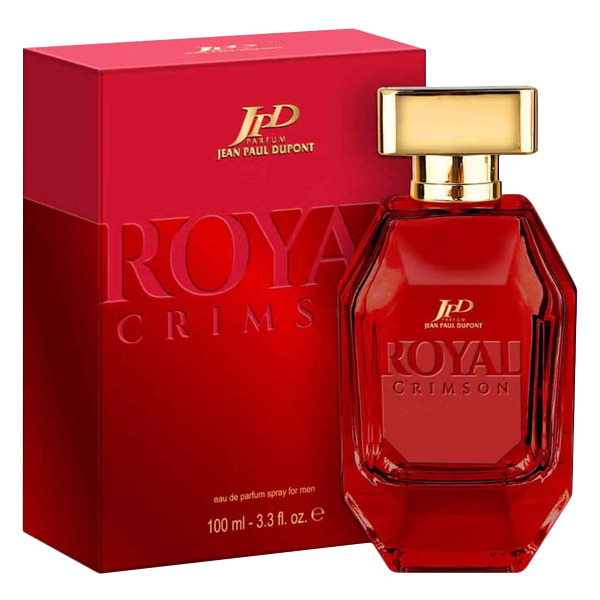 JPD
JPD
PARFUM
JEAN PAUL DUPONT
ROYA
CRIMS
eau de parfum spray for men
100 ml - 3.3 fl. oz. ℮
JPD
PARFUM
JEAN PAUL DUPONT
ROYAL
CRIMSON